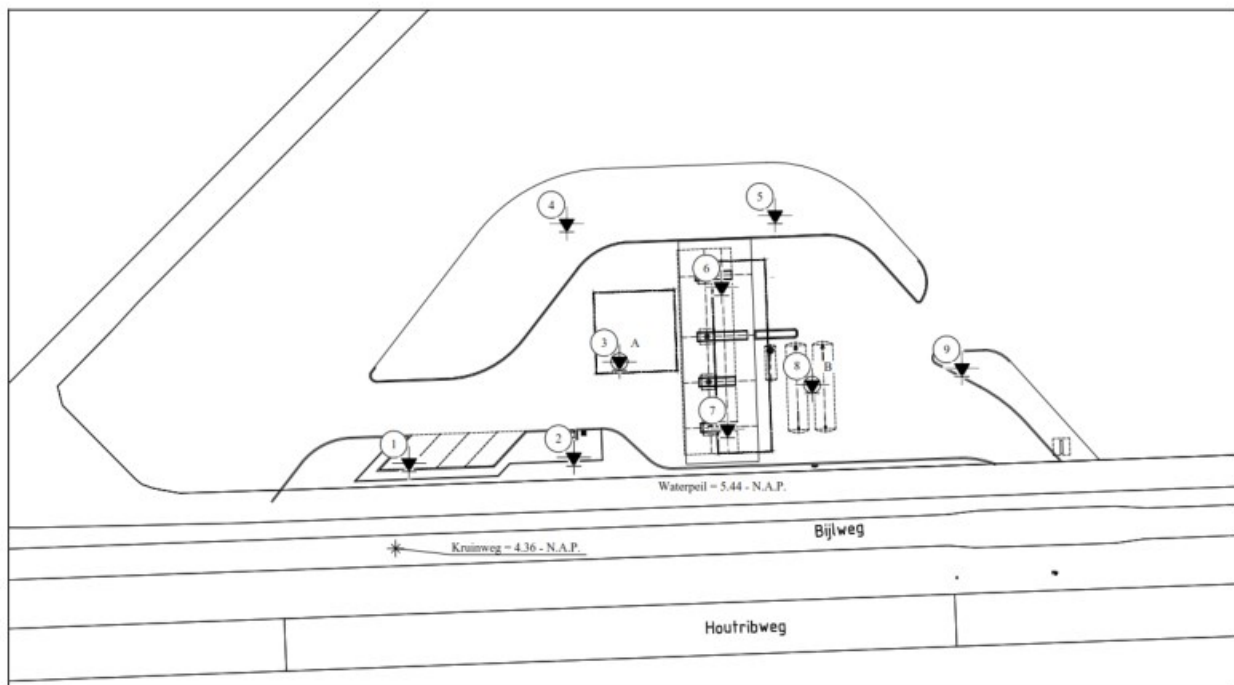 5
4
6
9
3 A
8 B
7
2
1
Waterpeil = 5.44 - N.A.P.
Bijlweg
Kruinweg = 4.36 - N.A.P.
Houtribweg